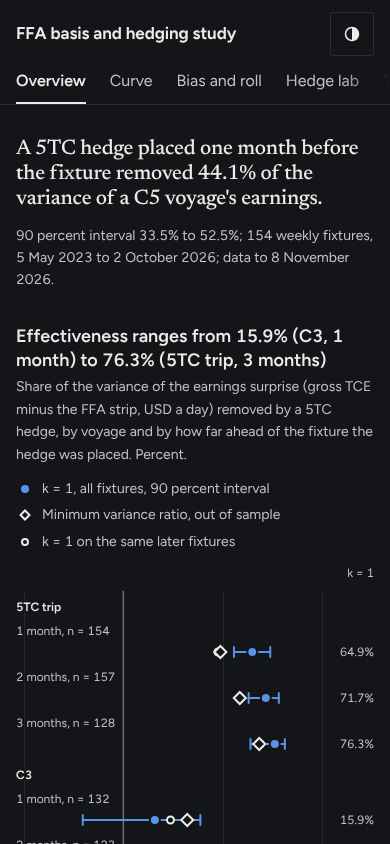 FFA basis and hedging study
Overview Curve Bias and roll Hedge lab
A 5TC hedge placed one month before
the fixture removed 44.1% of the
variance of a C5 voyage's earnings.
90 percent interval 33.5% to 52.5%; 154 weekly fixtures,
5 May 2023 to 2 October 2026; data to 8 November
2026.
Effectiveness ranges from 15.9% (C3, 1
month) to 76.3% (5TC trip, 3 months)
Share of the variance of the earnings surprise (gross TCE
minus the FFA strip, USD a day) removed by a 5TC
hedge, by voyage and by how far ahead of the fixture the
hedge was placed. Percent.
k = 1, all fixtures, 90 percent interval
Minimum variance ratio, out of sample
k = 1 on the same later fixtures
k = 1
5TC trip
1 month, n = 154
64.9%
2 months, n = 157
71.7%
3 months, n = 128
76.3%
C3
1 month, n = 132
15.9%